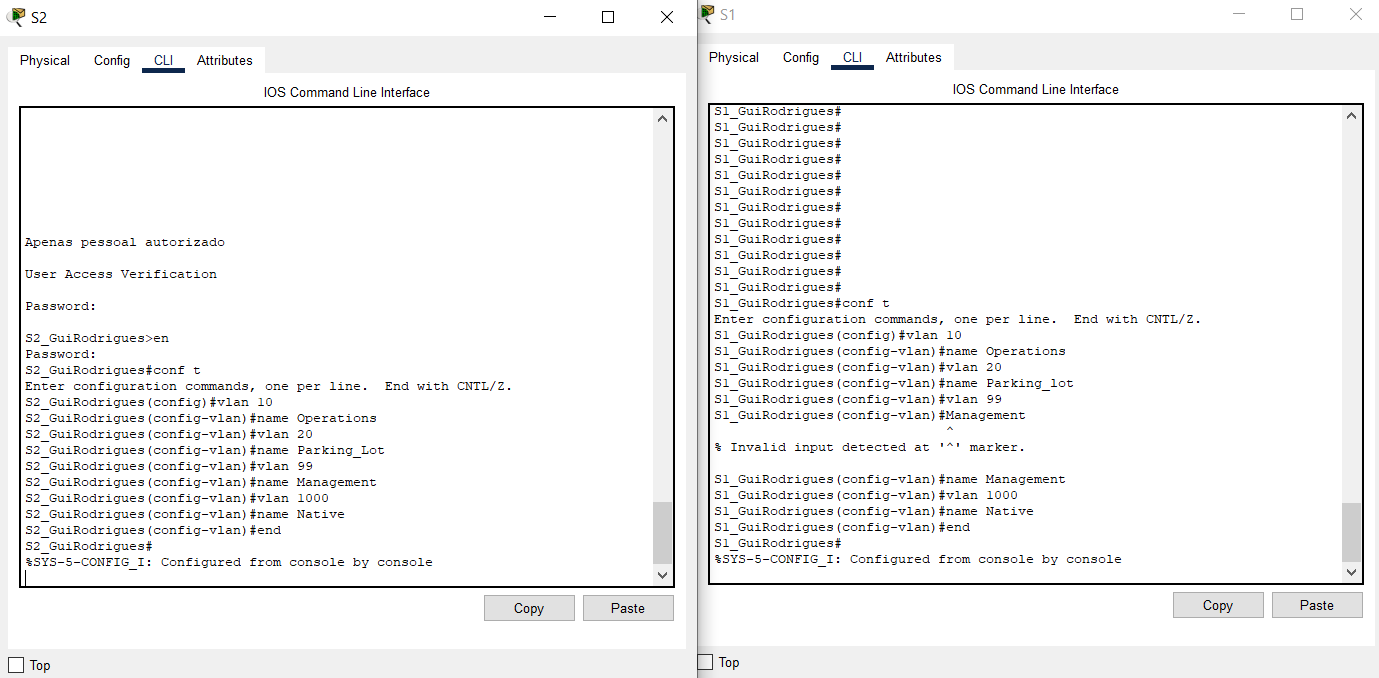 S2
Physical Config CLI Attributes
IOS Command Line Interface
Apenas pessoal autorizado
User Access Verification
Password:
S2_GuiRodrigues>en
Password:
S2_GuiRodrigues#conf t
Enter configuration commands, one per line.  End with CNTL/Z.
S2_GuiRodrigues(config)#vlan 10
S2_GuiRodrigues(config-vlan)#name Operations
S2_GuiRodrigues(config-vlan)#vlan 20
S2_GuiRodrigues(config-vlan)#name Parking_Lot
S2_GuiRodrigues(config-vlan)#vlan 99
S2_GuiRodrigues(config-vlan)#name Management
S2_GuiRodrigues(config-vlan)#vlan 1000
S2_GuiRodrigues(config-vlan)#name Native
S2_GuiRodrigues(config-vlan)#end
S2_GuiRodrigues#
%SYS-5-CONFIG_I: Configured from console by console
Copy Paste
Top
S1
Physical Config CLI Attributes
IOS Command Line Interface
S1_GuiRodrigues#
S1_GuiRodrigues#
S1_GuiRodrigues#
S1_GuiRodrigues#
S1_GuiRodrigues#
S1_GuiRodrigues#
S1_GuiRodrigues#
S1_GuiRodrigues#
S1_GuiRodrigues#
S1_GuiRodrigues#
S1_GuiRodrigues#
S1_GuiRodrigues#
S1_GuiRodrigues#conf t
Enter configuration commands, one per line.  End with CNTL/Z.
S1_GuiRodrigues(config)#vlan 10
S1_GuiRodrigues(config-vlan)#name Operations
S1_GuiRodrigues(config-vlan)#vlan 20
S1_GuiRodrigues(config-vlan)#name Parking_lot
S1_GuiRodrigues(config-vlan)#vlan 99
S1_GuiRodrigues(config-vlan)#Management
^
% Invalid input detected at '^' marker.
S1_GuiRodrigues(config-vlan)#name Management
S1_GuiRodrigues(config-vlan)#vlan 1000
S1_GuiRodrigues(config-vlan)#name Native
S1_GuiRodrigues(config-vlan)#end
S1_GuiRodrigues#
%SYS-5-CONFIG_I: Configured from console by console
Copy Paste
Top